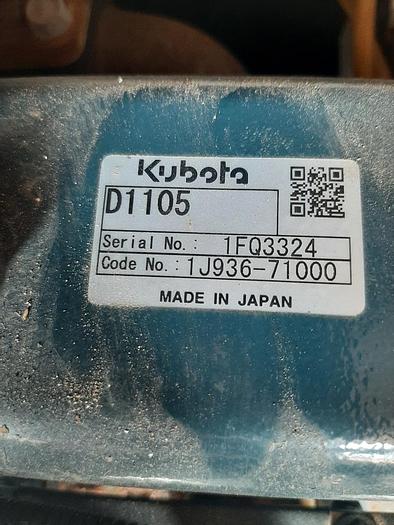 Kubota
D1105
Serial No.: 1FQ3324
Code No.: 1J936-71000
MADE IN JAPAN